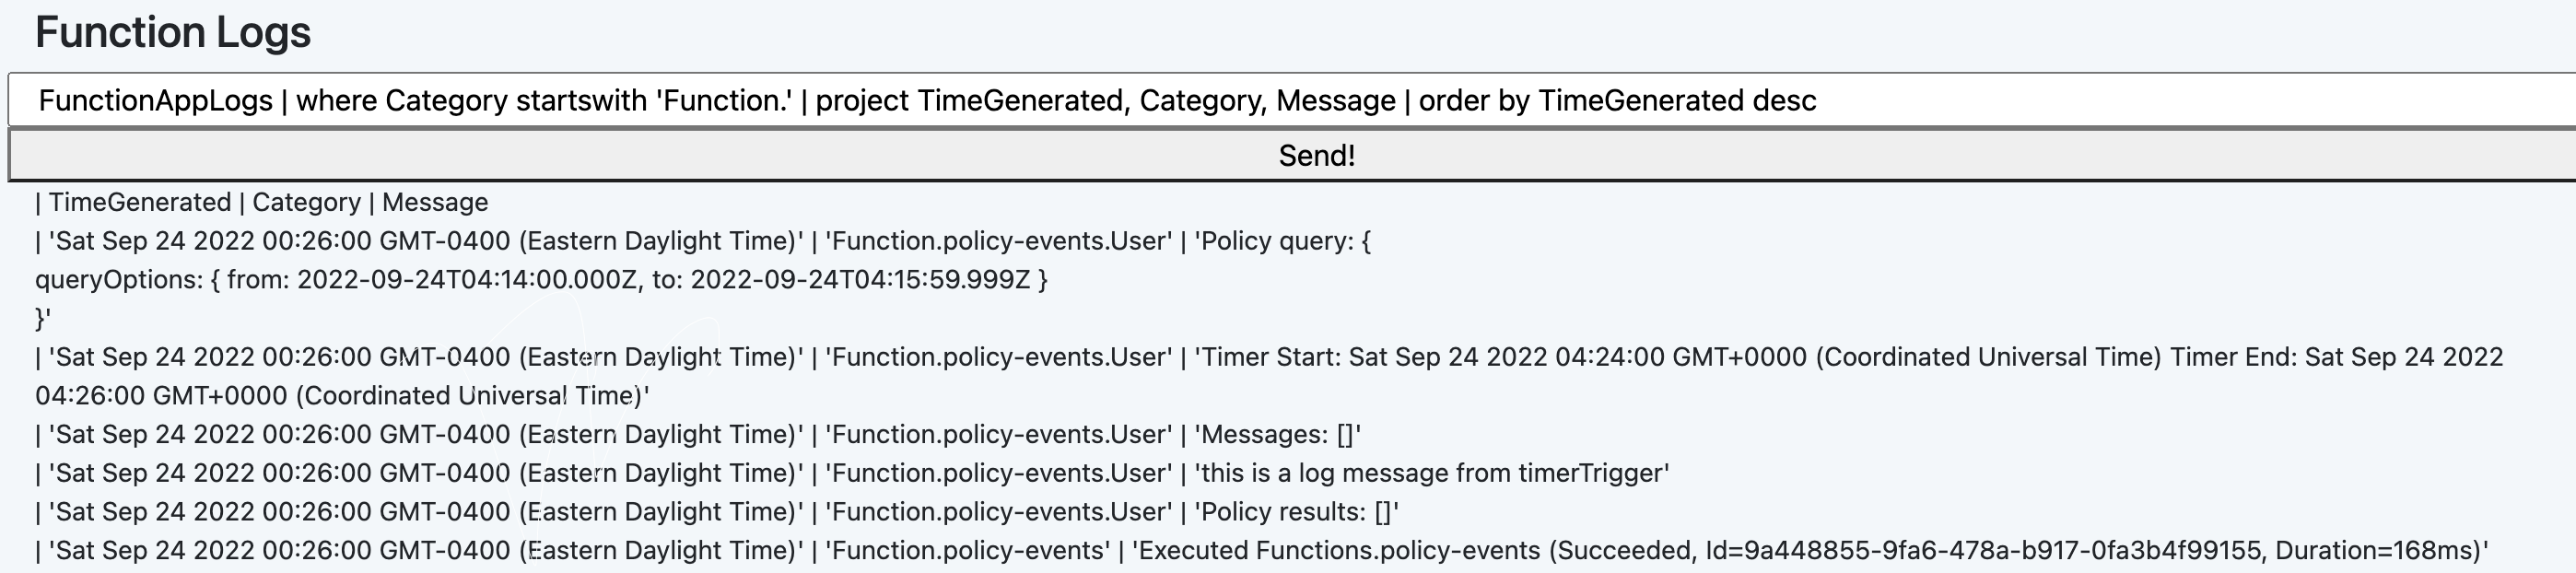 Function Logs
FunctionAppLogs | where Category startswith 'Function.' | project TimeGenerated, Category, Message | order by TimeGenerated desc
Send!
| TimeGenerated | Category | Message
| 'Sat Sep 24 2022 00:26:00 GMT-0400 (Eastern Daylight Time)' | 'Function.policy-events.User' | 'Policy query: {
queryOptions: { from: 2022-09-24T04:14:00.000Z, to: 2022-09-24T04:15:59.999Z }
}'
| 'Sat Sep 24 2022 00:26:00 GMT-0400 (Eastern Daylight Time)' | 'Function.policy-events.User' | 'Timer Start: Sat Sep 24 2022 04:24:00 GMT+0000 (Coordinated Universal Time) Timer End: Sat Sep 24 2022
04:26:00 GMT+0000 (Coordinated Universal Time)'
| 'Sat Sep 24 2022 00:26:00 GMT-0400 (Eastern Daylight Time)' | 'Function.policy-events.User' | 'Messages: []'
| 'Sat Sep 24 2022 00:26:00 GMT-0400 (Eastern Daylight Time)' | 'Function.policy-events.User' | 'this is a log message from timerTrigger'
| 'Sat Sep 24 2022 00:26:00 GMT-0400 (Eastern Daylight Time)' | 'Function.policy-events.User' | 'Policy results: []'
| 'Sat Sep 24 2022 00:26:00 GMT-0400 (Eastern Daylight Time)' | 'Function.policy-events' | 'Executed Functions.policy-events (Succeeded, Id=9a448855-9fa6-478a-b917-0fa3b4f99155, Duration=168ms)'